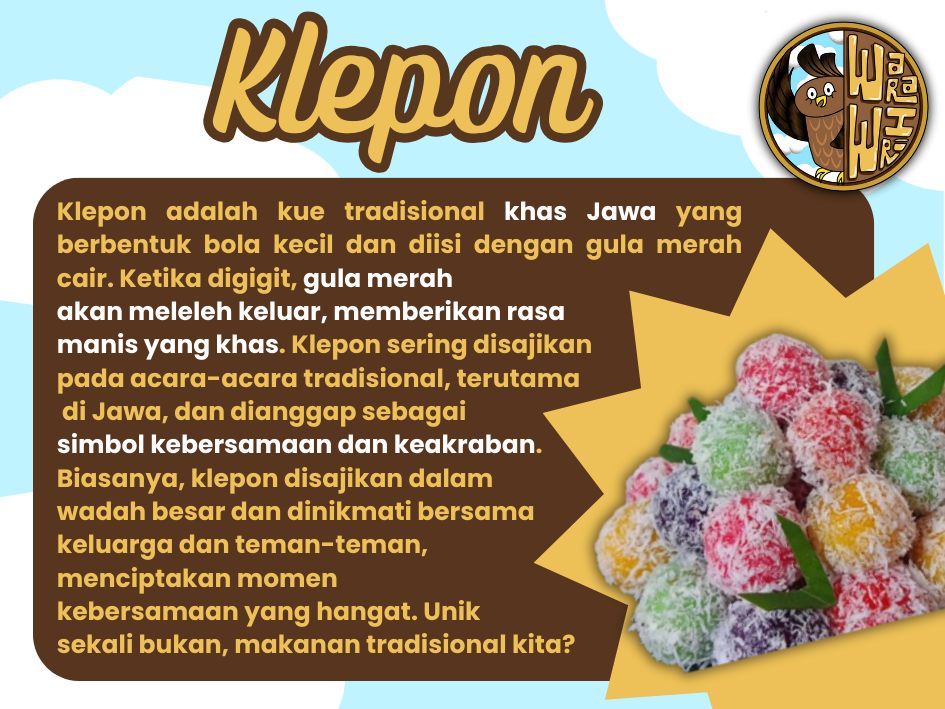 Klepon
Wara
Wiri
Klepon adalah kue tradisional khas Jawa yang
berbentuk bola kecil dan diisi dengan gula merah
cair. Ketika digigit, gula merah
akan meleleh keluar, memberikan rasa
manis yang khas. Klepon sering disajikan
pada acara-acara tradisional, terutama
di Jawa, dan dianggap sebagai
simbol kebersamaan dan keakraban.
Biasanya, klepon disajikan dalam
wadah besar dan dinikmati bersama
keluarga dan teman-teman,
menciptakan momen
kebersamaan yang hangat. Unik
sekali bukan, makanan tradisional kita?